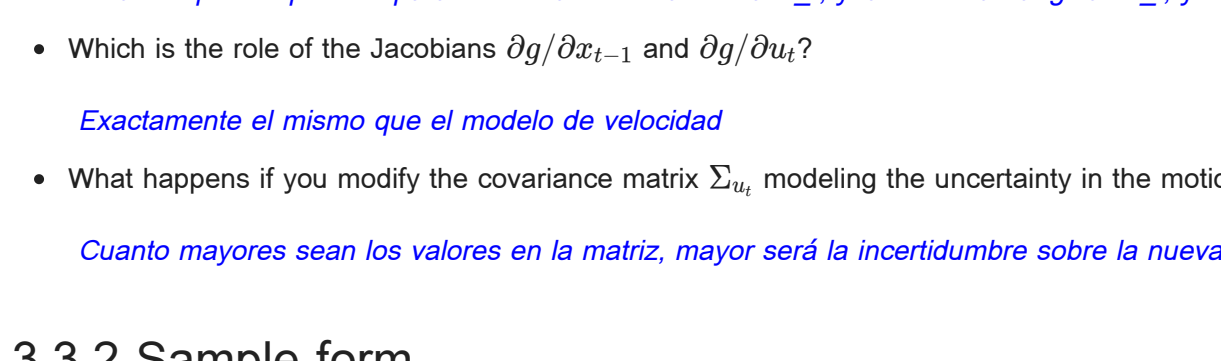 • Which is the role of the Jacobians ∂g/∂x_{t−1} and ∂g/∂u_t?
Exactamente el mismo que el modelo de velocidad
• What happens if you modify the covariance matrix Σ_{u_t} modeling the uncertainty in the
Cuanto mayores sean los valores en la matriz, mayor será la incertidumbre sobre la nueva
3.3.2 Sample form